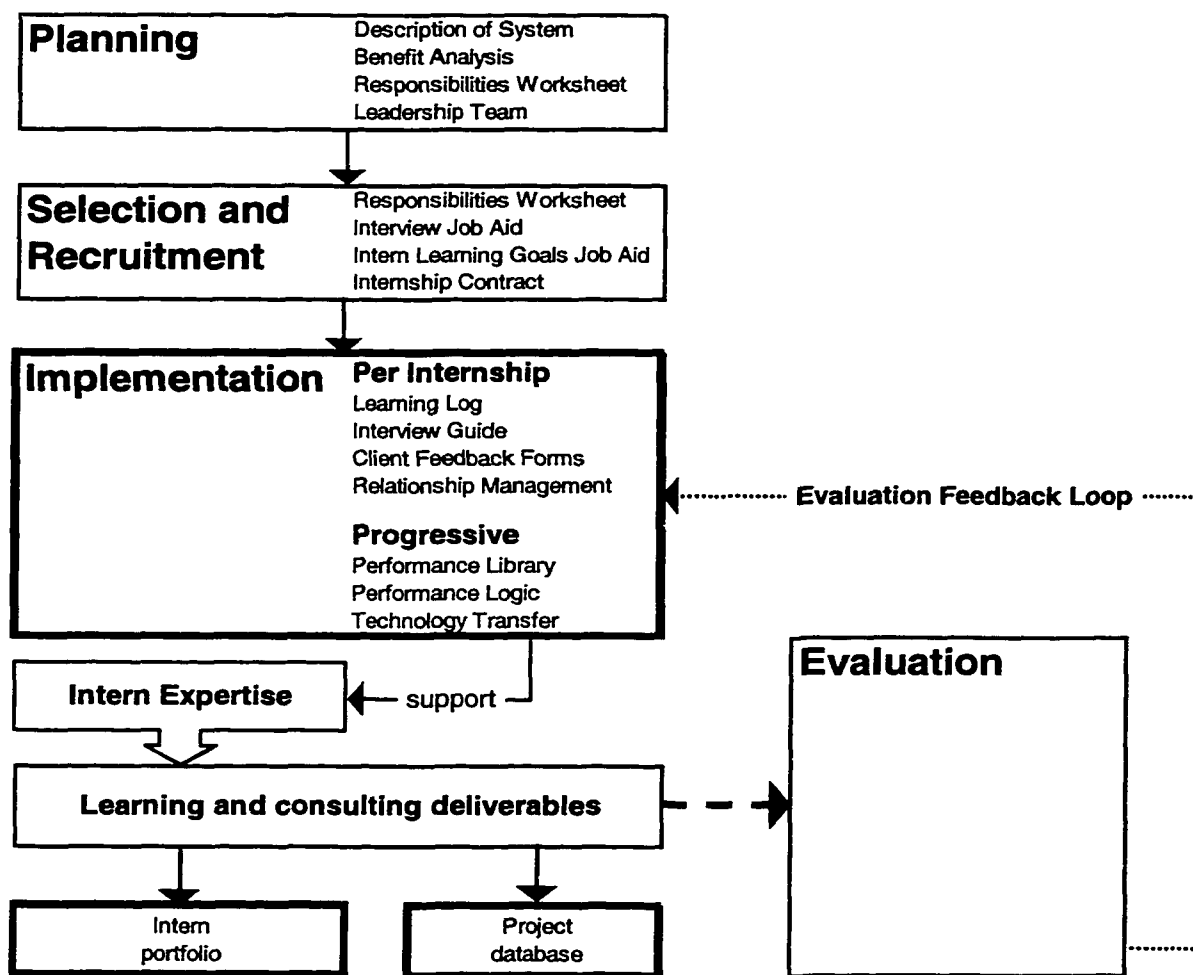 Planning
Description of System
Benefit Analysis
Responsibilities Worksheet
Leadership Team
Selection and
Recruitment
Responsibilities Worksheet
Interview Job Aid
Intern Learning Goals Job Aid
Internship Contract
Implementation
Per Internship
Learning Log
Interview Guide
Client Feedback Forms
Relationship Management
Progressive
Performance Library
Performance Logic
Technology Transfer
Evaluation Feedback Loop
Intern Expertise
support
Evaluation
Learning and consulting deliverables
Intern
portfolio
Project
database